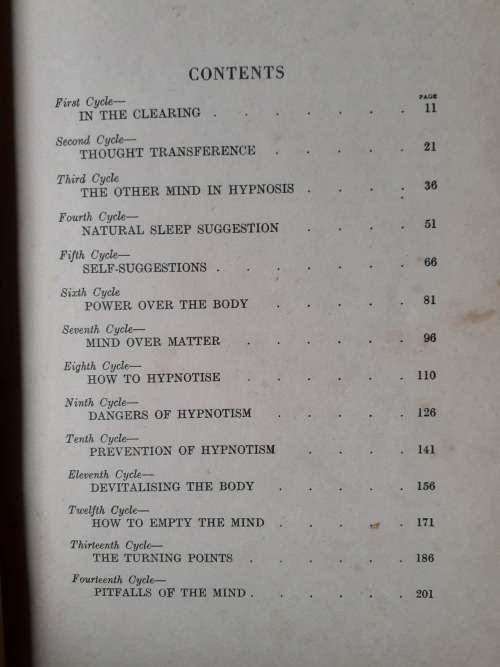 CONTENTS
PAGE
First Cycle—
IN THE CLEARING . . . . . . . 11
Second Cycle—
THOUGHT TRANSFERENCE . . . . . 21
Third Cycle
THE OTHER MIND IN HYPNOSIS . . . . 36
Fourth Cycle—
NATURAL SLEEP SUGGESTION . . . . 51
Fifth Cycle—
SELF-SUGGESTIONS . . . . . . . 66
Sixth Cycle
POWER OVER THE BODY . . . . . 81
Seventh Cycle—
MIND OVER MATTER . . . . . . 96
Eighth Cycle—
HOW TO HYPNOTISE . . . . . . 110
Ninth Cycle—
DANGERS OF HYPNOTISM . . . . . 126
Tenth Cycle—
PREVENTION OF HYPNOTISM . . . . 141
Eleventh Cycle—
DEVITALISING THE BODY . . . . . 156
Twelfth Cycle—
HOW TO EMPTY THE MIND . . . . . 171
Thirteenth Cycle—
THE TURNING POINTS . . . . . . 186
Fourteenth Cycle—
PITFALLS OF THE MIND . . . . . . 201